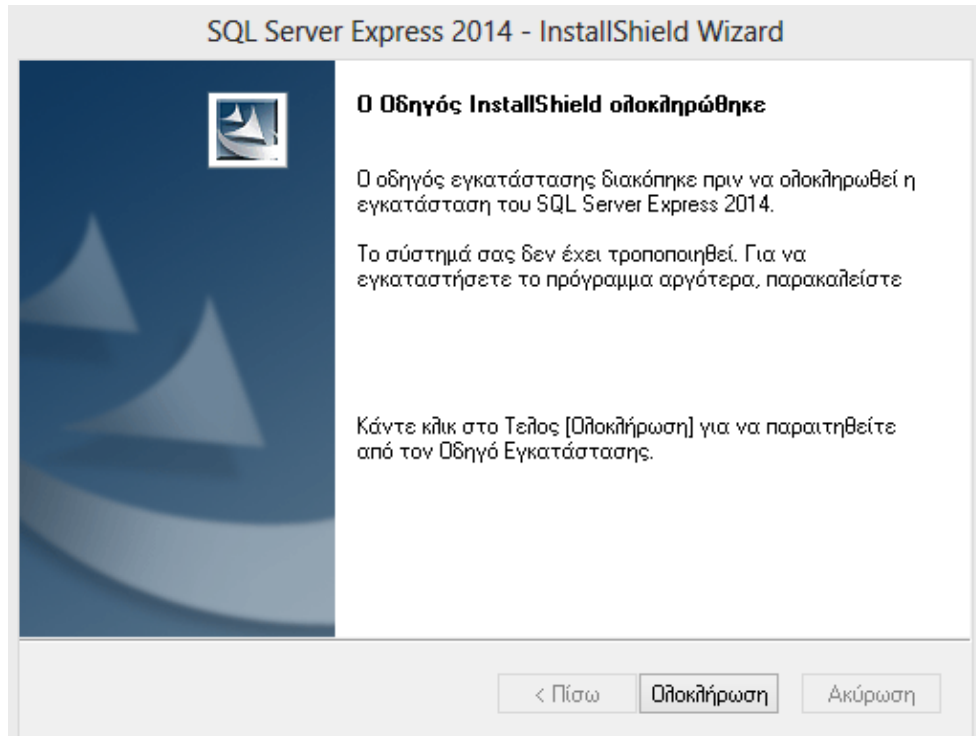 SQL Server Express 2014 - InstallShield Wizard
Ο Οδηγός InstallShield ολοκληρώθηκε
Ο οδηγός εγκατάστασης διακόπηκε πριν να ολοκληρωθεί η
εγκατάσταση του SQL Server Express 2014.
Το σύστημά σας δεν έχει τροποποιηθεί. Για να
εγκαταστήσετε το πρόγραμμα αργότερα, παρακαλείστε
Κάντε κλικ στο Τελος [Ολοκλήρωση] για να παραιτηθείτε
από τον Οδηγό Εγκατάστασης.
< Πίσω
Ολοκλήρωση
Ακύρωση